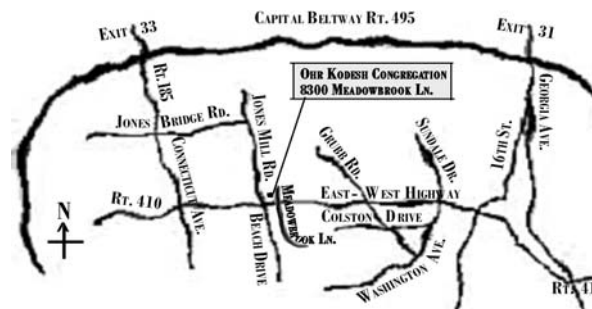 CAPITAL BELTWAY RT. 495
EXIT 33
EXIT 31
RT. 185
OHR KODESH CONGREGATION
8300 MEADOWBROOK LN.
GEORGIA AVE.
JONES BRIDGE RD.
JONES MILL RD.
GRUBB RD.
SUNDALE DR.
16TH ST.
CONNECTICUT AVE.
RT. 410
MEADOWBROOK LN.
EAST-WEST HIGHWAY
COLSTON DRIVE
N
BEACH DRIVE
WASHINGTON AVE.
RT. 41